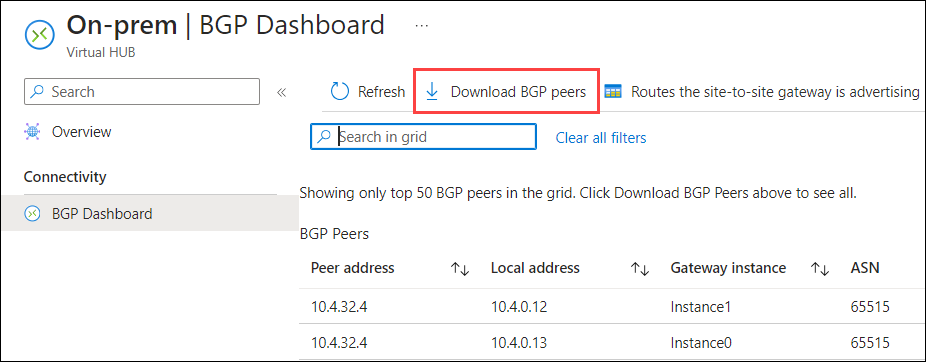 On-prem | BGP Dashboard ...
Virtual HUB
Search «
Refresh Download BGP peers Routes the site-to-site gateway is advertising
Overview
Search in grid Clear all filters
Connectivity
BGP Dashboard
Showing only top 50 BGP peers in the grid. Click Download BGP Peers above to see all.
BGP Peers
Peer address ↑↓ Local address ↑↓ Gateway instance ↑↓ ASN
10.4.32.4 10.4.0.12 Instance1 65515
10.4.32.4 10.4.0.13 Instance0 65515